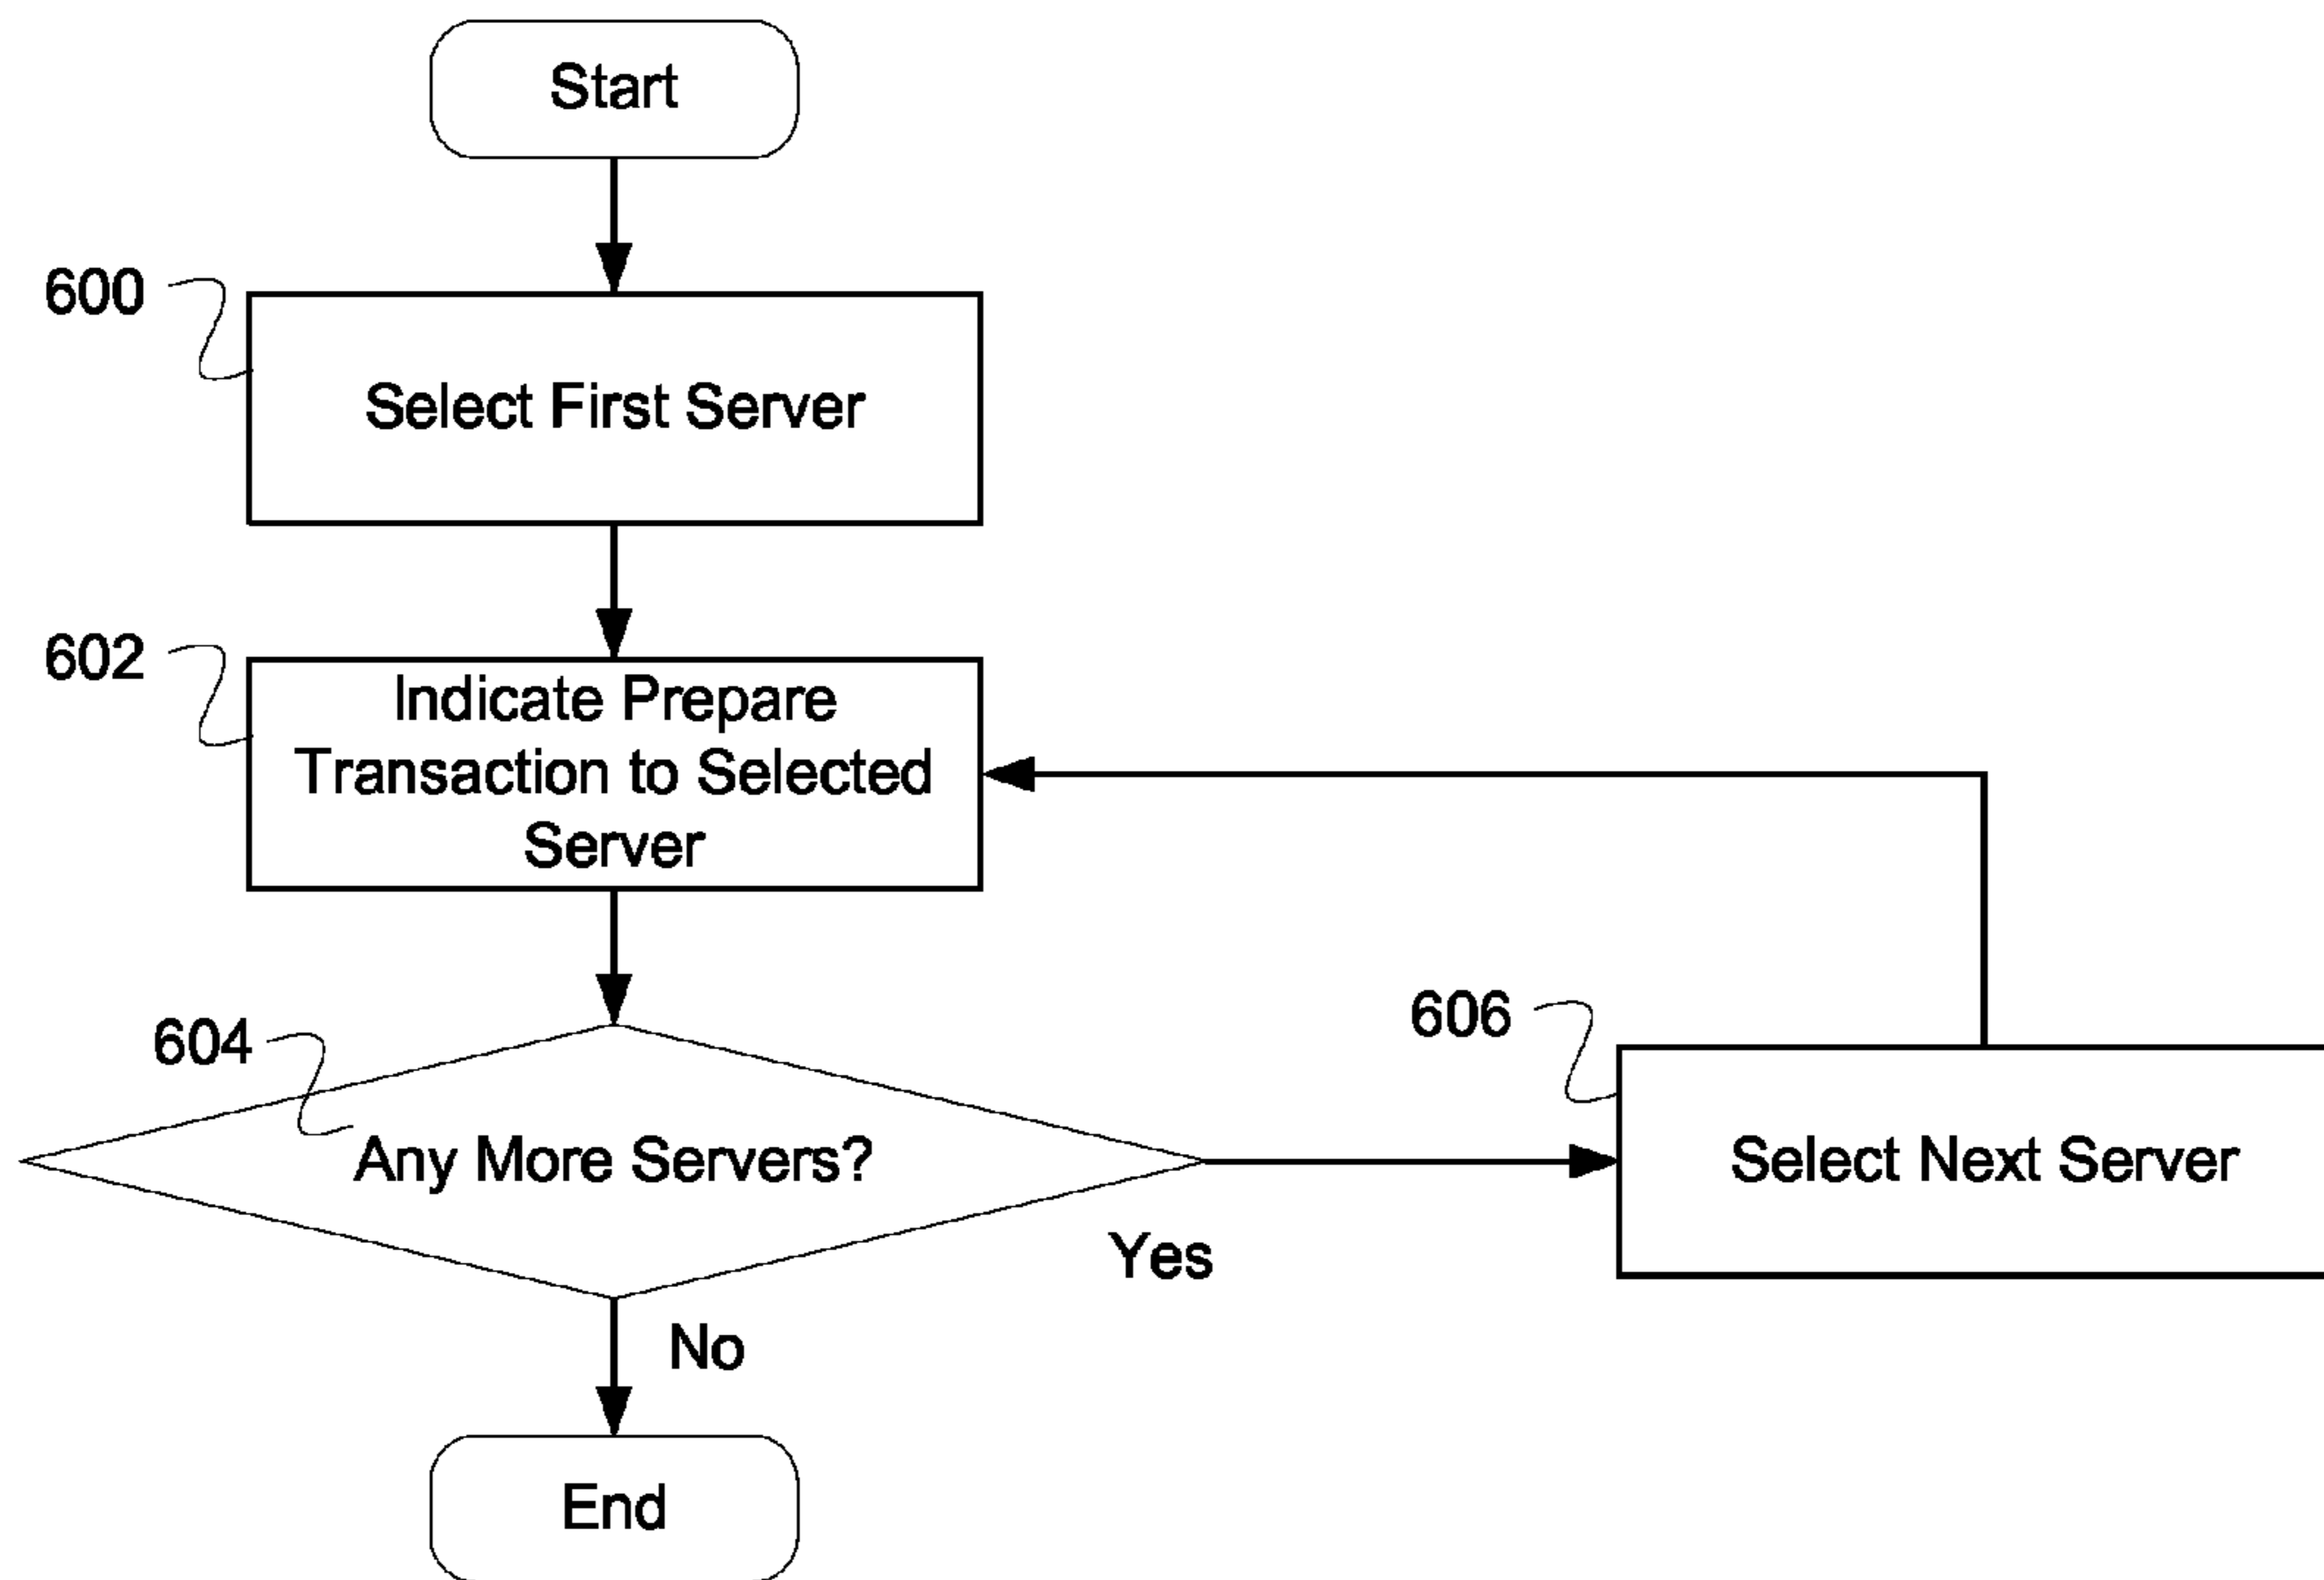 Start
600
Select First Server
602
Indicate Prepare
Transaction to Selected
Server
604
Any More Servers?
606
Select Next Server
Yes
No
End